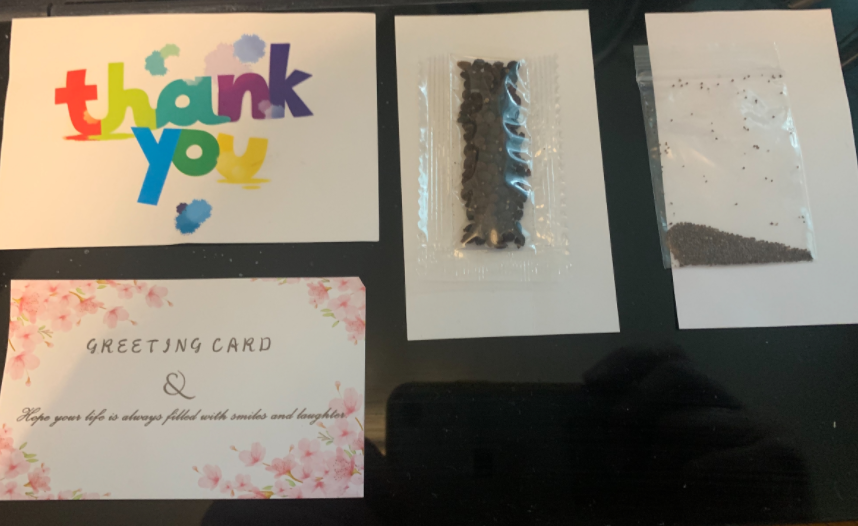 thank
you
GREETING CARD
&
Hope your life is always filled with smiles and laughter